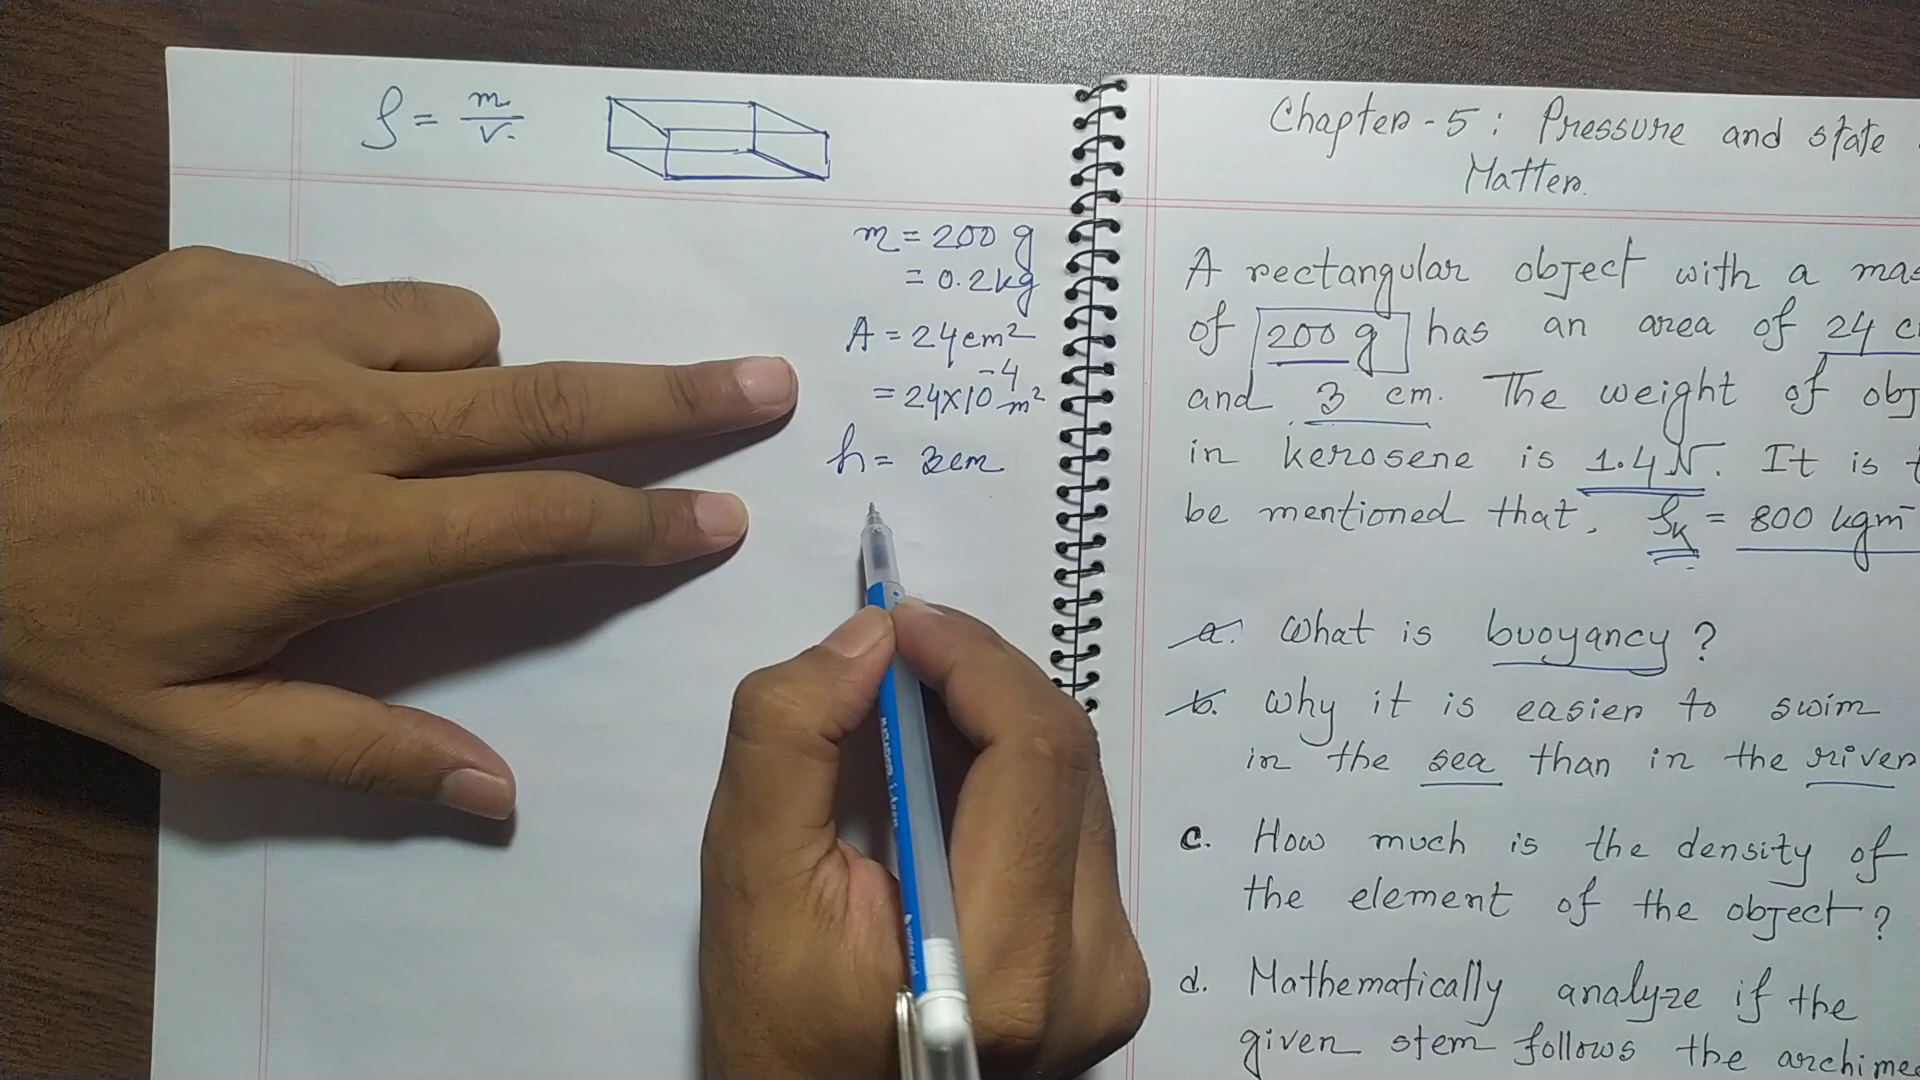 ρ = m/v.
m = 200 g
= 0.2 kg
A = 24 cm²
= 24×10⁻⁴ m²
h = 3 cm
Chapter - 5 : Pressure and state
Matter.
A rectangular object with a mas
of 200 g has an area of 24 c
and 3 cm. The weight of obj
in kerosene is 1.4 N. It is t
be mentioned that, ρk = 800 kgm⁻
a. What is buoyancy ?
b. Why it is easier to swim
in the sea than in the river
c. How much is the density of
the element of the object ?
d. Mathematically analyze if the
given stem follows the archime